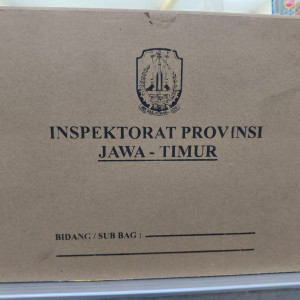 INSPEKTORAT PROVINSI
JAWA - TIMUR
BIDANG / SUB BAG :